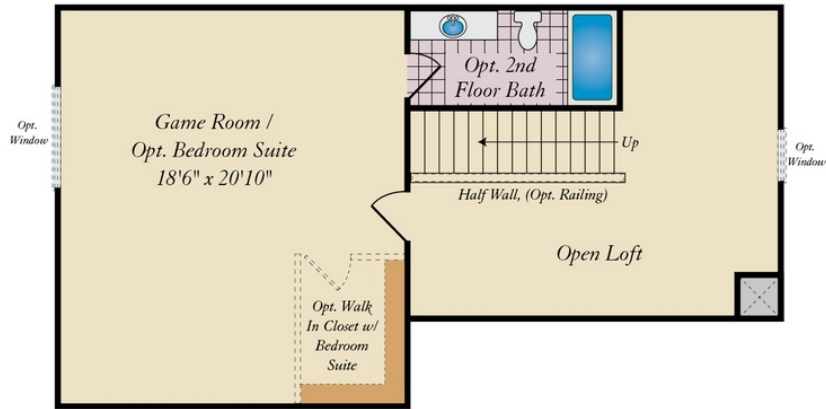 Opt. 2nd
Floor Bath
Opt.
Window
Game Room /
Opt. Bedroom Suite
18'6" x 20'10"
Up
Opt.
Window
Half Wall, (Opt. Railing)
Open Loft
Opt. Walk
In Closet w/
Bedroom
Suite